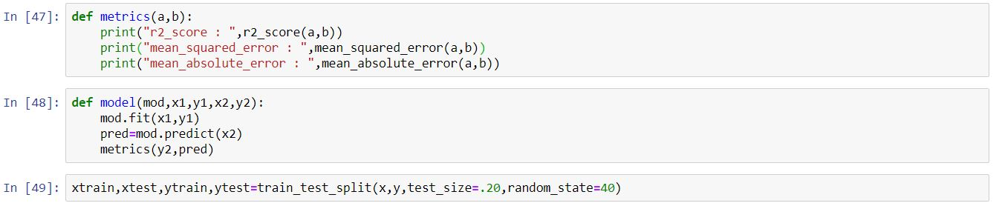 In [47]: def metrics(a,b):
    print("r2_score : ",r2_score(a,b))
    print("mean_squared_error : ",mean_squared_error(a,b))
    print("mean_absolute_error : ",mean_absolute_error(a,b))
In [48]: def model(mod,x1,y1,x2,y2):
    mod.fit(x1,y1)
    pred=mod.predict(x2)
    metrics(y2,pred)
In [49]: xtrain,xtest,ytrain,ytest=train_test_split(x,y,test_size=.20,random_state=40)